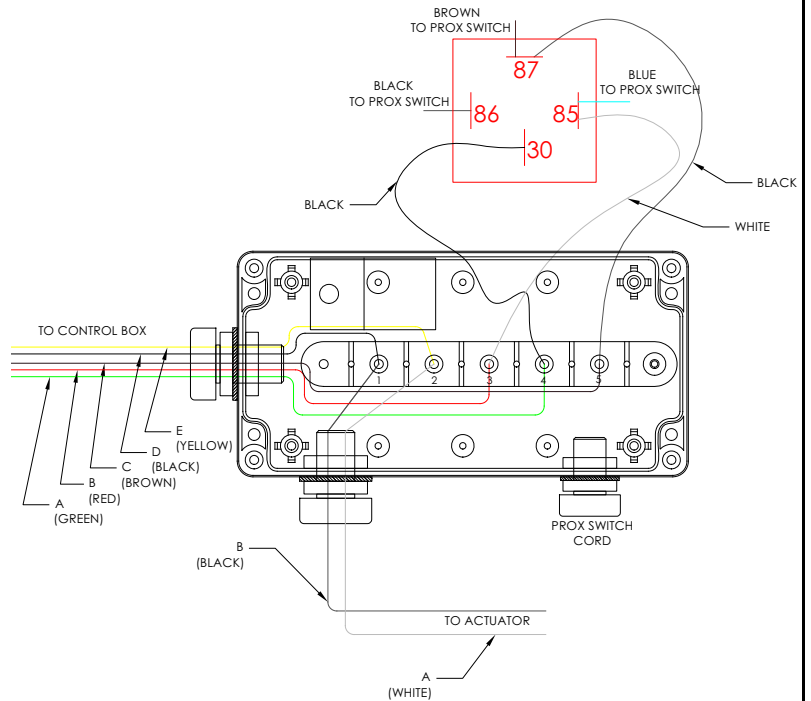 BROWN
TO PROX SWITCH
87
BLACK
TO PROX SWITCH
BLUE
TO PROX SWITCH
86
85
30
BLACK
BLACK
WHITE
TO CONTROL BOX
1
2
3
4
5
E
(YELLOW)
D
(BLACK)
C
(BROWN)
B
(RED)
A
(GREEN)
PROX SWITCH
CORD
B
(BLACK)
TO ACTUATOR
A
(WHITE)